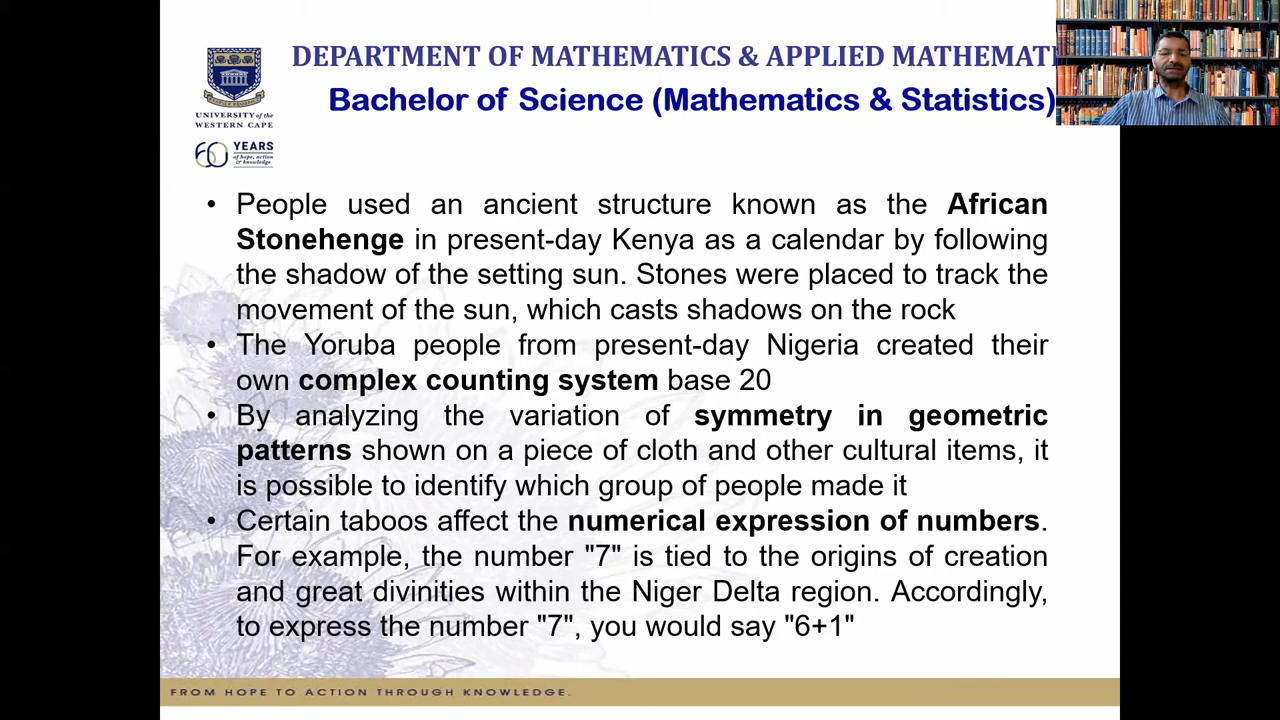 DEPARTMENT OF MATHEMATICS & APPLIED MATHEMATI
Bachelor of Science (Mathematics & Statistics)
UNIVERSITY of the
WESTERN CAPE
60 YEARS
of hope, action
& knowledge
• People used an ancient structure known as the African
Stonehenge in present-day Kenya as a calendar by following
the shadow of the setting sun. Stones were placed to track the
movement of the sun, which casts shadows on the rock
• The Yoruba people from present-day Nigeria created their
own complex counting system base 20
• By analyzing the variation of symmetry in geometric
patterns shown on a piece of cloth and other cultural items, it
is possible to identify which group of people made it
• Certain taboos affect the numerical expression of numbers.
For example, the number "7" is tied to the origins of creation
and great divinities within the Niger Delta region. Accordingly,
to express the number "7", you would say "6+1"
FROM HOPE TO ACTION THROUGH KNOWLEDGE.